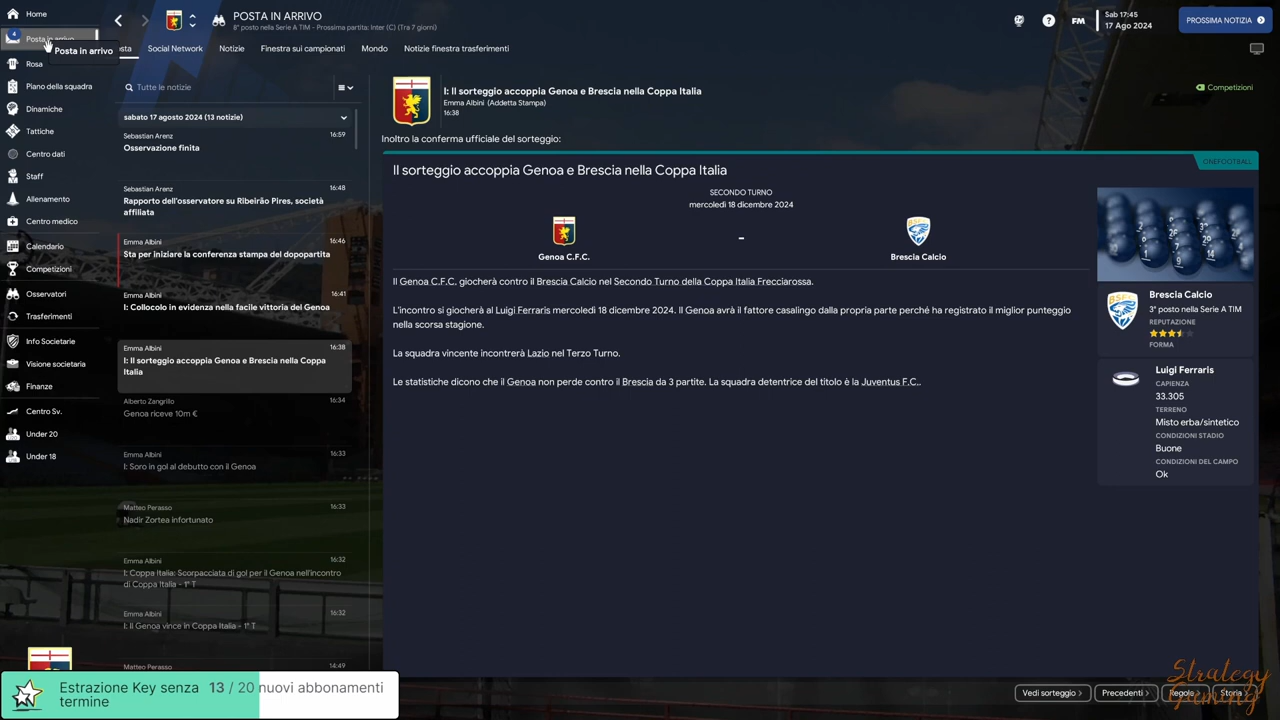 Home
Posta in arrivo
4
Posta in arrivo
Rosa
Piano della squadra
Dinamiche
Tattiche
Centro dati
Staff
Allenamento
Centro medico
Calendario
Competizioni
Osservatori
Trasferimenti
Info Societarie
Visione societaria
Finanze
Centro Sv.
Under 20
Under 18
POSTA IN ARRIVO
8° posto nella Serie A TIM - Prossima partita: Inter (C) (Tra 7 giorni)
FM
Sab 17:45
17 Ago 2024
PROSSIMA NOTIZIA
Social Network
Notizie
Finestra sui campionati
Mondo
Notizie finestra trasferimenti
Tutte le notizie
sabato 17 agosto 2024 (13 notizie)
Sebastian Arenz 16:59
Osservazione finita
Sebastian Arenz 16:48
Rapporto dell'osservatore su Ribeirão Pires, società
affiliata
Emma Albini 16:46
Sta per iniziare la conferenza stampa del dopopartita
Emma Albini 16:41
I: Collocolo in evidenza nella facile vittoria del Genoa
Emma Albini 16:38
I: Il sorteggio accoppia Genoa e Brescia nella Coppa
Italia
Alberto Zangrillo 16:34
Genoa riceve 10m €
Emma Albini 16:33
I: Soro in gol al debutto con il Genoa
Matteo Perasso 16:33
Nadir Zortea infortunato
Emma Albini 16:32
I: Coppa Italia: Scorpacciata di gol per il Genoa nell'incontro
di Coppa Italia - 1° T
Emma Albini 16:32
I: Il Genoa vince in Coppa Italia - 1° T
Matteo Perasso 14:49
I: Il sorteggio accoppia Genoa e Brescia nella Coppa Italia
Emma Albini (Addetta Stampa)
16:38
Competizioni
Inoltro la conferma ufficiale del sorteggio:
ONEFOOTBALL
Il sorteggio accoppia Genoa e Brescia nella Coppa Italia
SECONDO TURNO
mercoledì 18 dicembre 2024
Genoa C.F.C. - Brescia Calcio
Il Genoa C.F.C. giocherà contro il Brescia Calcio nel Secondo Turno della Coppa Italia Frecciarossa.
L'incontro si giocherà al Luigi Ferraris mercoledì 18 dicembre 2024. Il Genoa avrà il fattore casalingo dalla propria parte perché ha registrato il miglior punteggio
nella scorsa stagione.
La squadra vincente incontrerà Lazio nel Terzo Turno.
Le statistiche dicono che il Genoa non perde contro il Brescia da 3 partite. La squadra detentrice del titolo è la Juventus F.C..
Brescia Calcio
3° posto nella Serie A TIM
REPUTAZIONE
FORMA
Luigi Ferraris
CAPIENZA
33.305
TERRENO
Misto erba/sintetico
CONDIZIONI STADIO
Buone
CONDIZIONI DEL CAMPO
Ok
Vedi sorteggio
Precedenti
Regole
Storia
Strategy
Gaming
Estrazione Key senza 13 / 20 nuovi abbonamenti
termine